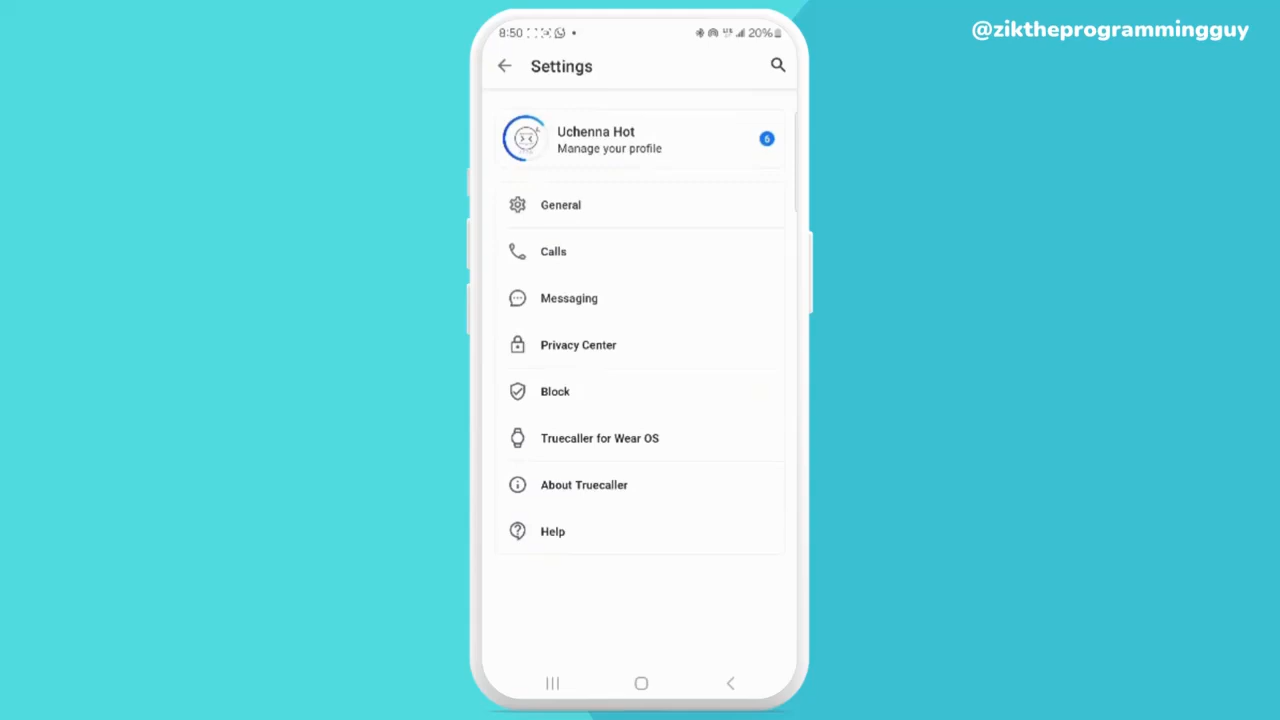 @ziktheprogrammingguy
8:50 20%
Settings
Uchenna Hot
Manage your profile
6
General
Calls
Messaging
Privacy Center
Block
Truecaller for Wear OS
About Truecaller
Help